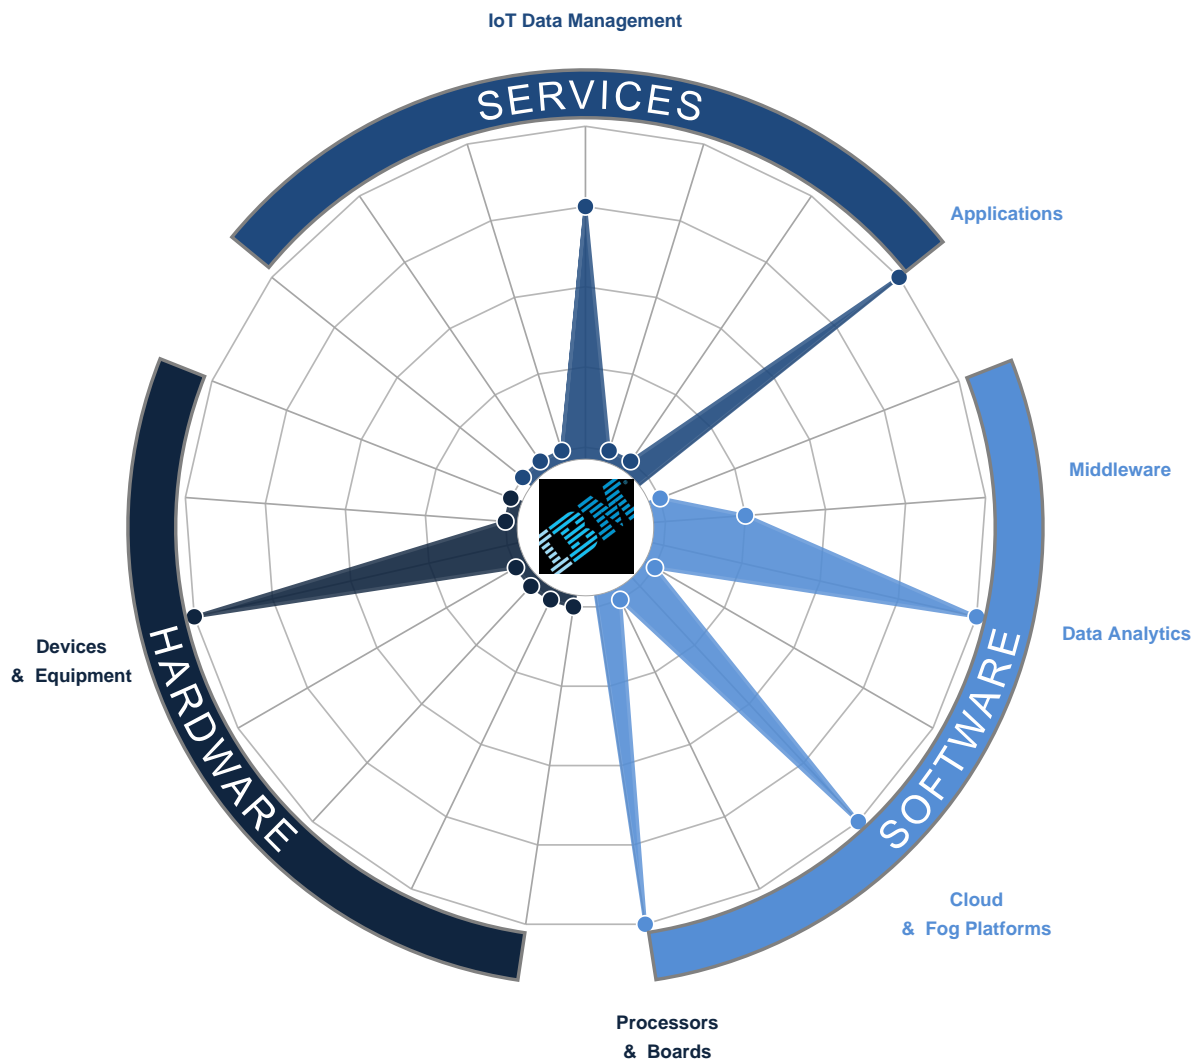 IoT Data Management
SERVICES
Applications
Middleware
IBM
Data Analytics
Devices
& Equipment
HARDWARE
SOFTWARE
Cloud
& Fog Platforms
Processors
& Boards